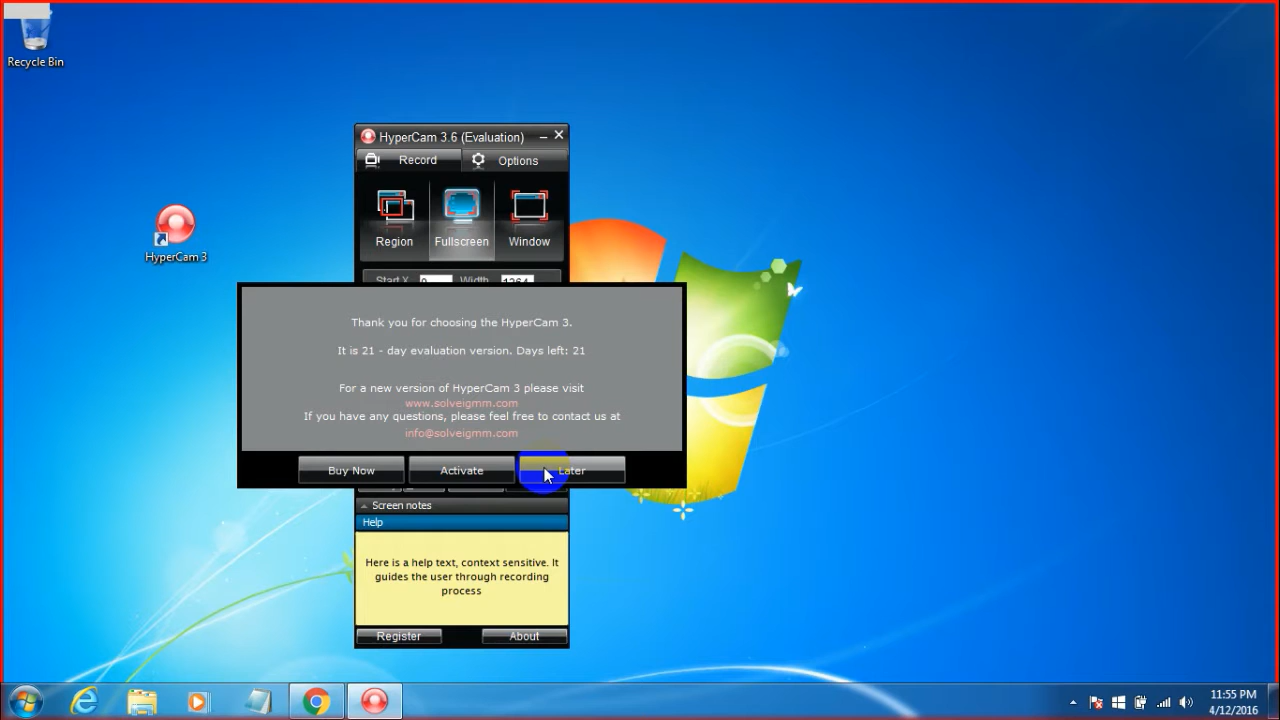 Recycle Bin
HyperCam 3.6 (Evaluation)
Record
Options
Region
Fullscreen
Window
HyperCam 3
Start X
Width
Thank you for choosing the HyperCam 3.
It is 21 - day evaluation version. Days left: 21
For a new version of HyperCam 3 please visit
www.solveigmm.com
If you have any questions, please feel free to contact us at
info@solveigmm.com
Buy Now
Activate
Later
Screen notes
Help
Here is a help text, context sensitive. It
guides the user through recording
process
Register
About
11:55 PM
4/12/2016